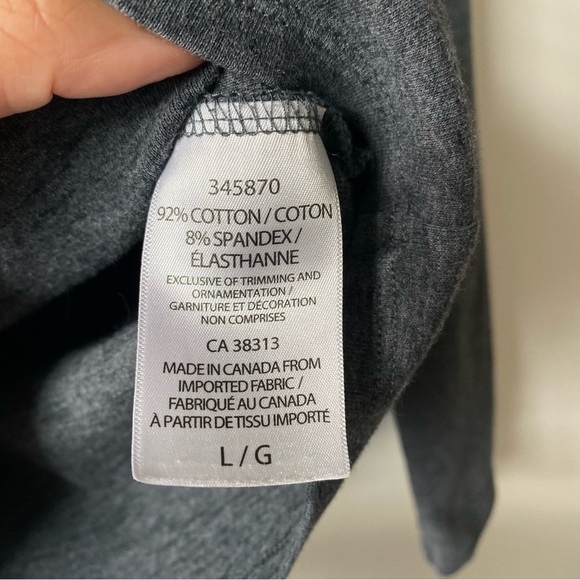 345870
92% COTTON / COTON
8% SPANDEX /
ÉLASTHANNE
EXCLUSIVE OF TRIMMING AND
ORNAMENTATION /
GARNITURE ET DÉCORATION
NON COMPRISES
CA 38313
MADE IN CANADA FROM
IMPORTED FABRIC /
FABRIQUÉ AU CANADA
À PARTIR DE TISSU IMPORTÉ
L / G